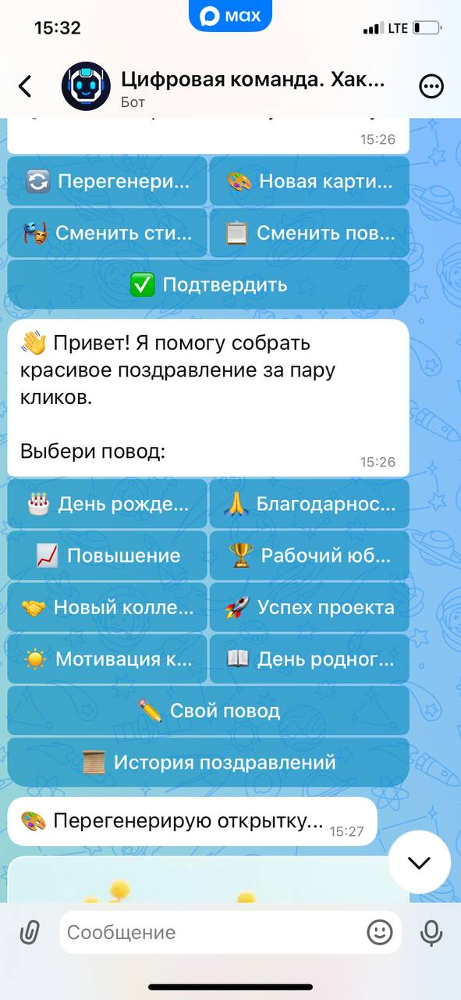 15:32
max
LTE
Цифровая команда. Хак...
Бот
15:26
Перегенери...
Новая карти...
Сменить сти...
Сменить пов...
Подтвердить
Привет! Я помогу собрать
красивое поздравление за пару
кликов.
Выбери повод:
15:26
День рожде...
Благодарнос...
Повышение
Рабочий юб...
Новый колле...
Успех проекта
Мотивация к...
День родног...
Свой повод
История поздравлений
Перегенерирую открытку...
15:27
Сообщение